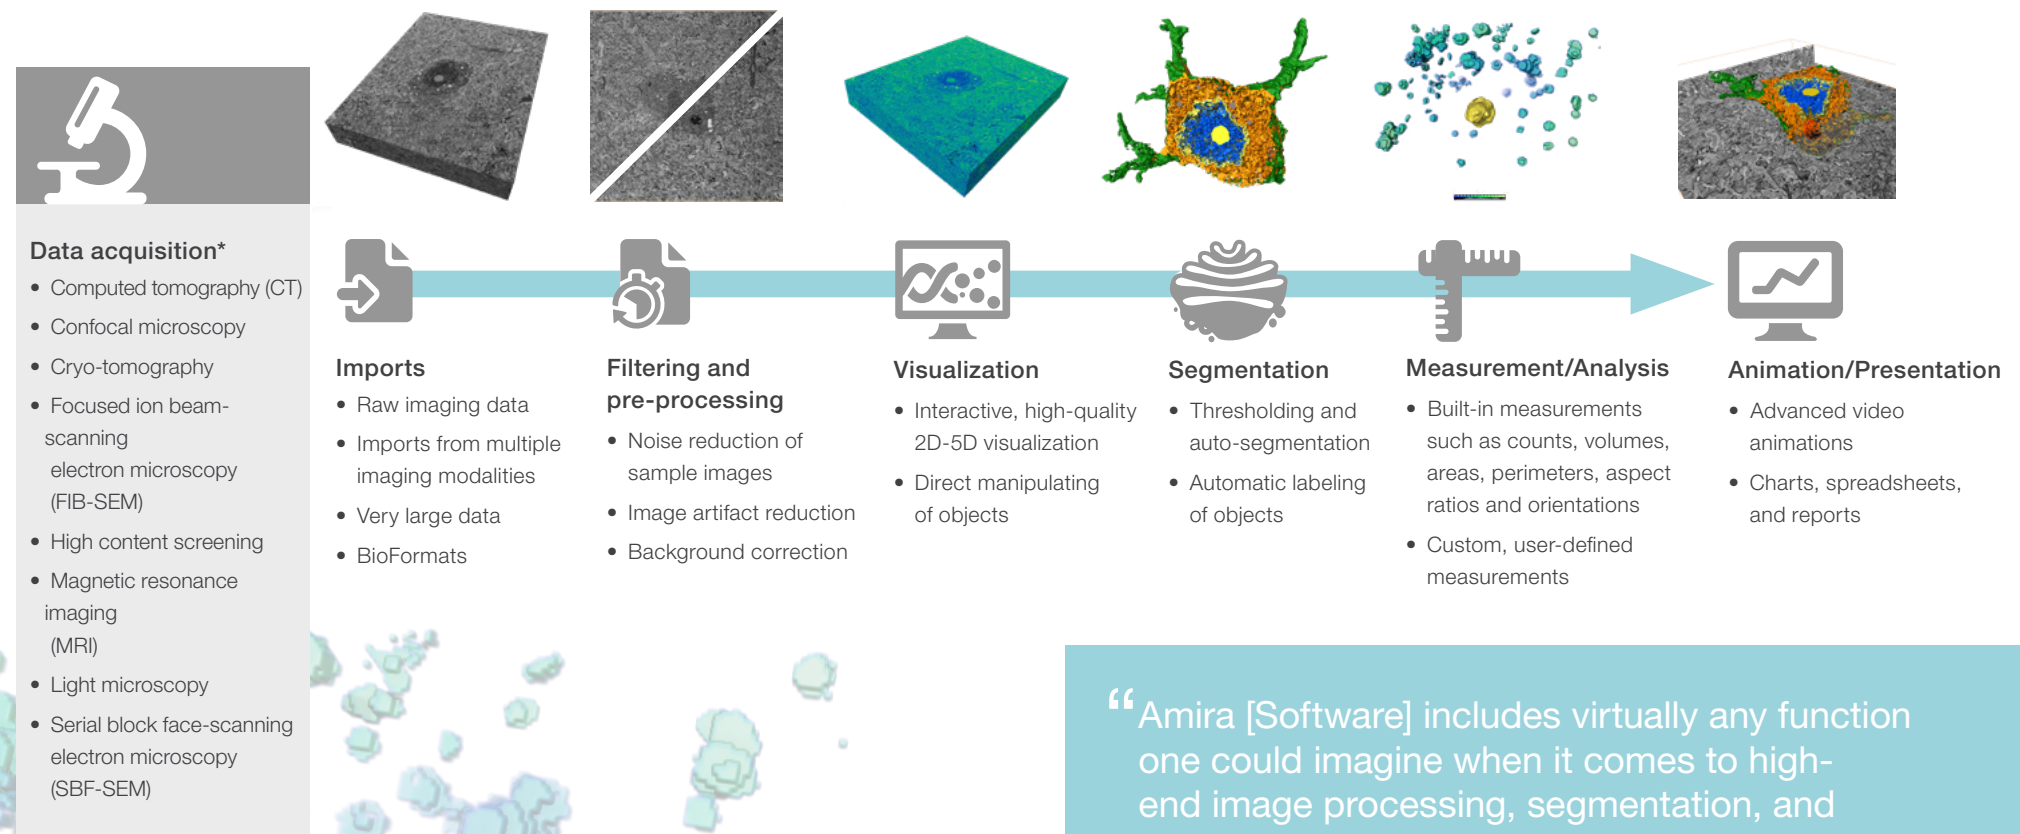 Data acquisition*
• Computed tomography (CT)
• Confocal microscopy
• Cryo-tomography
• Focused ion beam-
scanning
electron microscopy
(FIB-SEM)
• High content screening
• Magnetic resonance
imaging
(MRI)
• Light microscopy
• Serial block face-scanning
electron microscopy
(SBF-SEM)
Imports
• Raw imaging data
• Imports from multiple
imaging modalities
• Very large data
• BioFormats
Filtering and
pre-processing
• Noise reduction of
sample images
• Image artifact reduction
• Background correction
Visualization
• Interactive, high-quality
2D-5D visualization
• Direct manipulating
of objects
Segmentation
• Thresholding and
auto-segmentation
• Automatic labeling
of objects
Measurement/Analysis
• Built-in measurements
such as counts, volumes,
areas, perimeters, aspect
ratios and orientations
• Custom, user-defined
measurements
Animation/Presentation
• Advanced video
animations
• Charts, spreadsheets,
and reports
“Amira [Software] includes virtually any function
one could imagine when it comes to high-
end image processing, segmentation, and